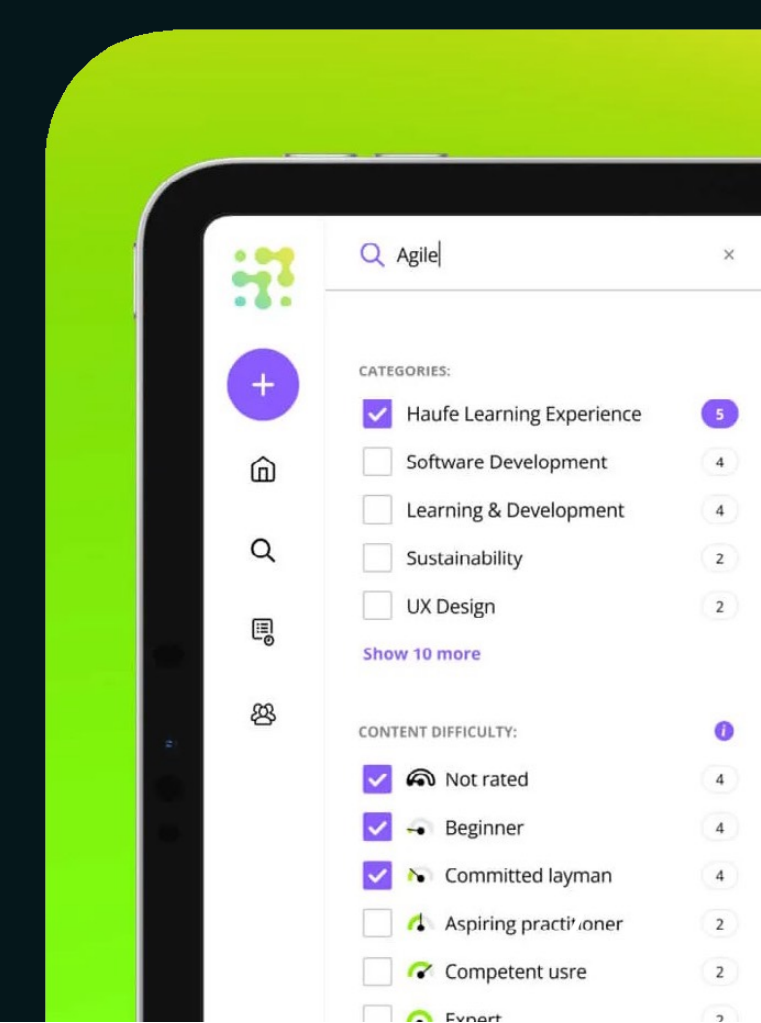 Agile
×
CATEGORIES:
Haufe Learning Experience 5
Software Development 4
Learning & Development 4
Sustainability 2
UX Design 2
Show 10 more
CONTENT DIFFICULTY: i
Not rated 4
Beginner 4
Committed layman 4
Aspiring 2
Competent usre 2
Expert 2